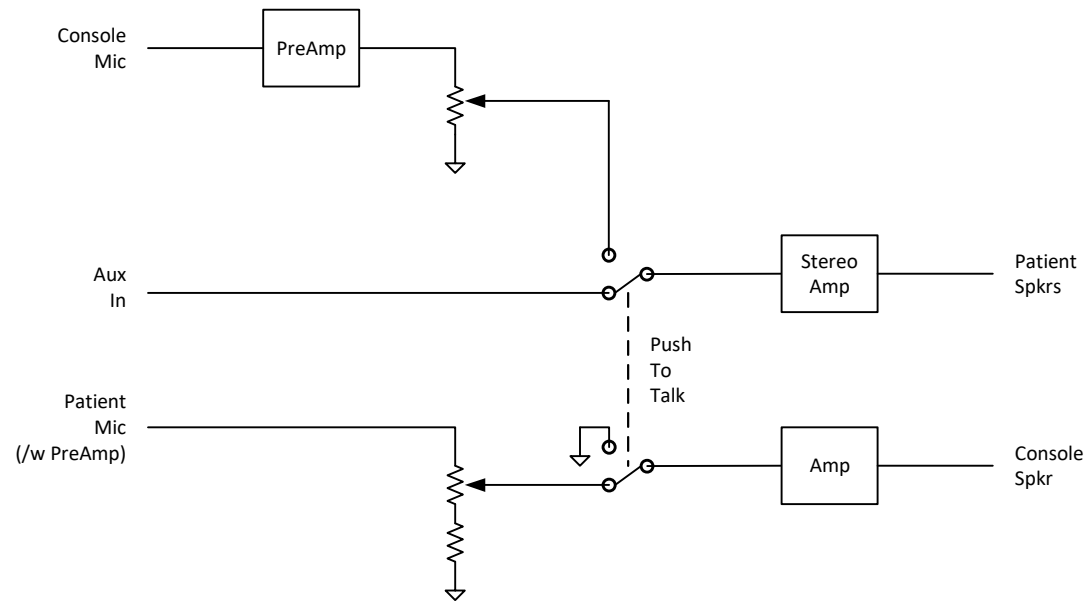 Console
Mic
PreAmp
Aux
In
Stereo
Amp
Patient
Spkrs
Push
To
Talk
Patient
Mic
(/w PreAmp)
Amp
Console
Spkr